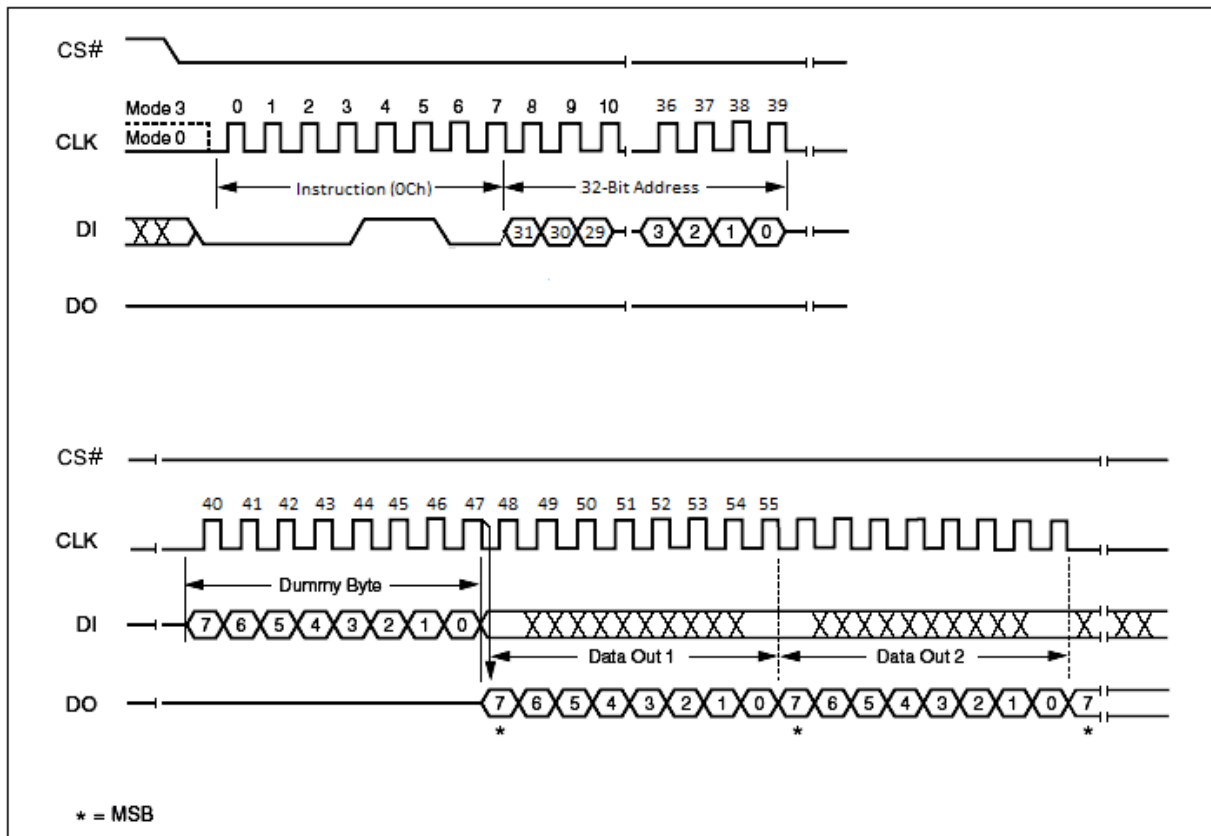 CS#
Mode 3 0 1 2 3 4 5 6 7 8 9 10 36 37 38 39
CLK Mode 0
Instruction (0Ch) 32-Bit Address
DI 31 30 29 3 2 1 0
DO
CS#
40 41 42 43 44 45 46 47 48 49 50 51 52 53 54 55
CLK
Dummy Byte
DI 7 6 5 4 3 2 1 0
Data Out 1 Data Out 2
DO 7 6 5 4 3 2 1 0 7 6 5 4 3 2 1 0 7
* * *
* = MSB